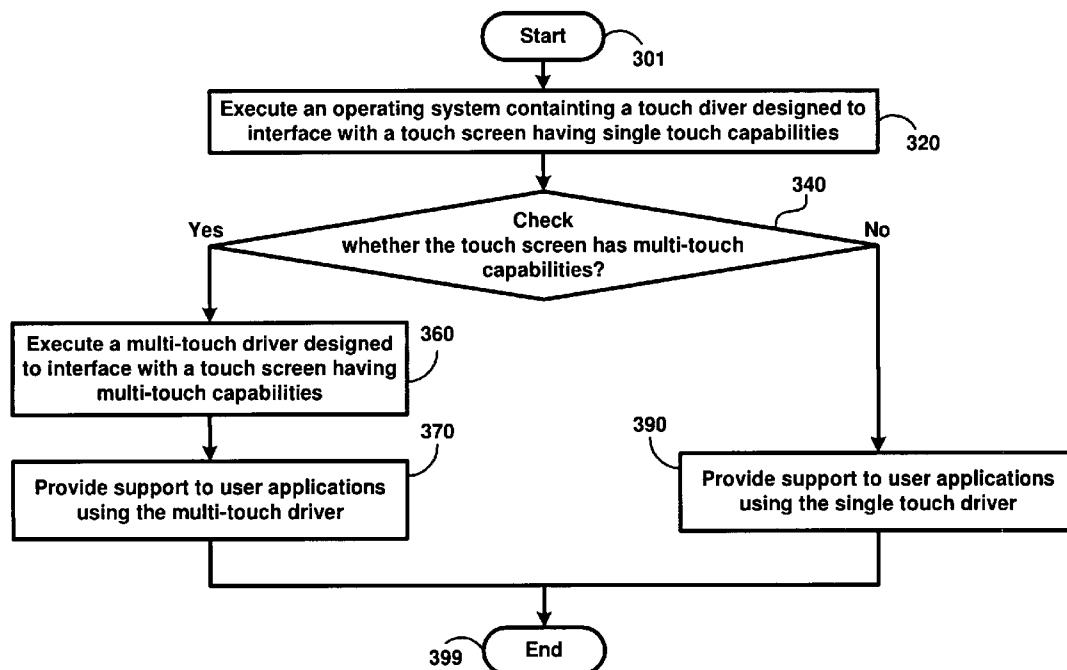 Start
301
Execute an operating system containting a touch diver designed to
interface with a touch screen having single touch capabilities
320
340
Yes
Check
No
whether the touch screen has multi-touch
capabilities?
Execute a multi-touch driver designed
to interface with a touch screen having
multi-touch capabilities
360
370
Provide support to user applications
using the multi-touch driver
390
Provide support to user applications
using the single touch driver
End
399